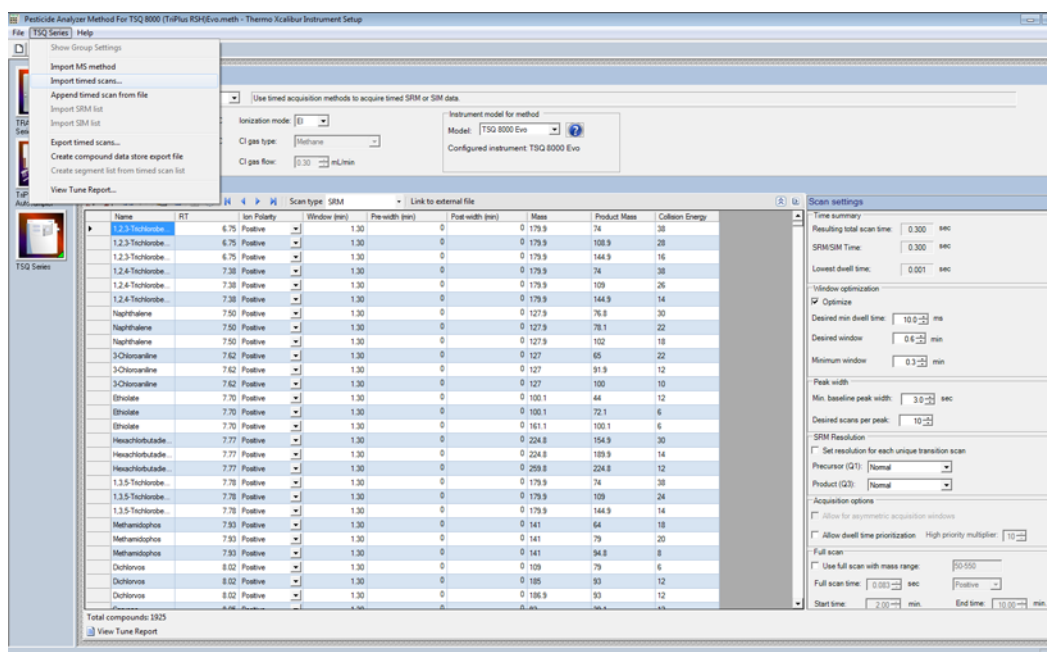 Pesticide Analyzer Method For TSQ 8000 (TriPlus RSH)Evo.meth - Thermo Xcalibur Instrument Setup
File TSQ Series Help
Show Group Settings
Import MS method
Import timed scans...
Append timed scan from file
Import SRM list
Import SIM list
Export timed scans...
Create compound data store export file
Create segment list from timed scan list
View Tune Report...
TSQ Series
Use timed acquisition methods to acquire timed SRM or SIM data.
Ionization mode: EI
CI gas type: Methane
CI gas flow: 0.30 mL/min
Instrument model for method
Model: TSQ 8000 Evo
Configured instrument: TSQ 8000 Evo
Scan type SRM Link to external file
Name RT Ion Polarity Window (min) Pre-width (min) Post-width (min) Mass Product Mass Collision Energy
1,2,3-Trichlorobe... 6.75 Positive 1.30 0 0 179.9 74 38
1,2,3-Trichlorobe... 6.75 Positive 1.30 0 0 179.9 108.9 28
1,2,3-Trichlorobe... 6.75 Positive 1.30 0 0 179.9 144.9 16
1,2,4-Trichlorobe... 7.38 Positive 1.30 0 0 179.9 74 38
1,2,4-Trichlorobe... 7.38 Positive 1.30 0 0 179.9 109 26
1,2,4-Trichlorobe... 7.38 Positive 1.30 0 0 179.9 144.9 14
Naphthalene 7.50 Positive 1.30 0 0 127.9 76.8 30
Naphthalene 7.50 Positive 1.30 0 0 127.9 78.1 22
Naphthalene 7.50 Positive 1.30 0 0 127.9 102 18
3-Chloroaniline 7.62 Positive 1.30 0 0 127 65 22
3-Chloroaniline 7.62 Positive 1.30 0 0 127 91.9 12
3-Chloroaniline 7.62 Positive 1.30 0 0 127 100 10
Ethiolate 7.70 Positive 1.30 0 0 100.1 44 12
Ethiolate 7.70 Positive 1.30 0 0 100.1 72.1 6
Ethiolate 7.70 Positive 1.30 0 0 161.1 100.1 6
Hexachlorbutadie... 7.77 Positive 1.30 0 0 224.8 154.9 30
Hexachlorbutadie... 7.77 Positive 1.30 0 0 224.8 189.9 14
Hexachlorbutadie... 7.77 Positive 1.30 0 0 259.8 224.8 12
1,3,5-Trichlorobe... 7.78 Positive 1.30 0 0 179.9 74 38
1,3,5-Trichlorobe... 7.78 Positive 1.30 0 0 179.9 109 24
1,3,5-Trichlorobe... 7.78 Positive 1.30 0 0 179.9 144.9 14
Methamidophos 7.93 Positive 1.30 0 0 141 64 18
Methamidophos 7.93 Positive 1.30 0 0 141 79 20
Methamidophos 7.93 Positive 1.30 0 0 141 94.8 8
Dichlorvos 8.02 Positive 1.30 0 0 109 79 6
Dichlorvos 8.02 Positive 1.30 0 0 185 93 12
Dichlorvos 8.02 Positive 1.30 0 0 186.9 93 12
Total compounds: 1925
View Tune Report
Scan settings
Time summary
Resulting total scan time: 0.300 sec
SRM/SIM Time: 0.300 sec
Lowest dwell time: 0.001 sec
Window optimization
Optimize
Desired min dwell time: 10.0 ms
Desired window 0.6 min
Minimum window 0.3 min
Peak width
Min. baseline peak width: 3.0 sec
Desired scans per peak: 10
SRM Resolution
Set resolution for each unique transition scan
Precursor (Q1): Normal
Product (Q3): Normal
Acquisition options
Allow for asymmetric acquisition windows
Allow dwell time prioritization High priority multiplier: 10
Full scan
Use full scan with mass range: 50-550
Full scan time: 0.083 sec Positive
Start time: 2.00 min. End time: 10.00 min.